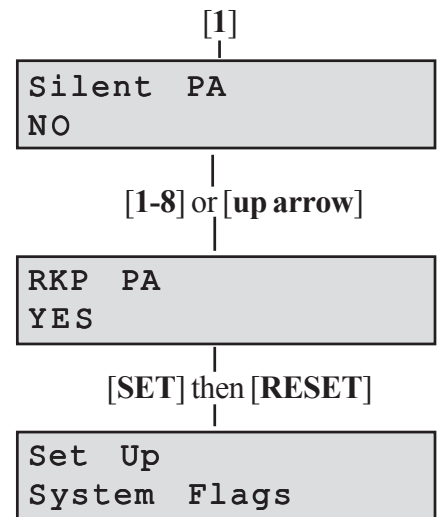 [1]
Silent PA
NO
[1-8] or [up arrow]
RKP PA
YES
[SET] then [RESET]
Set Up
System Flags